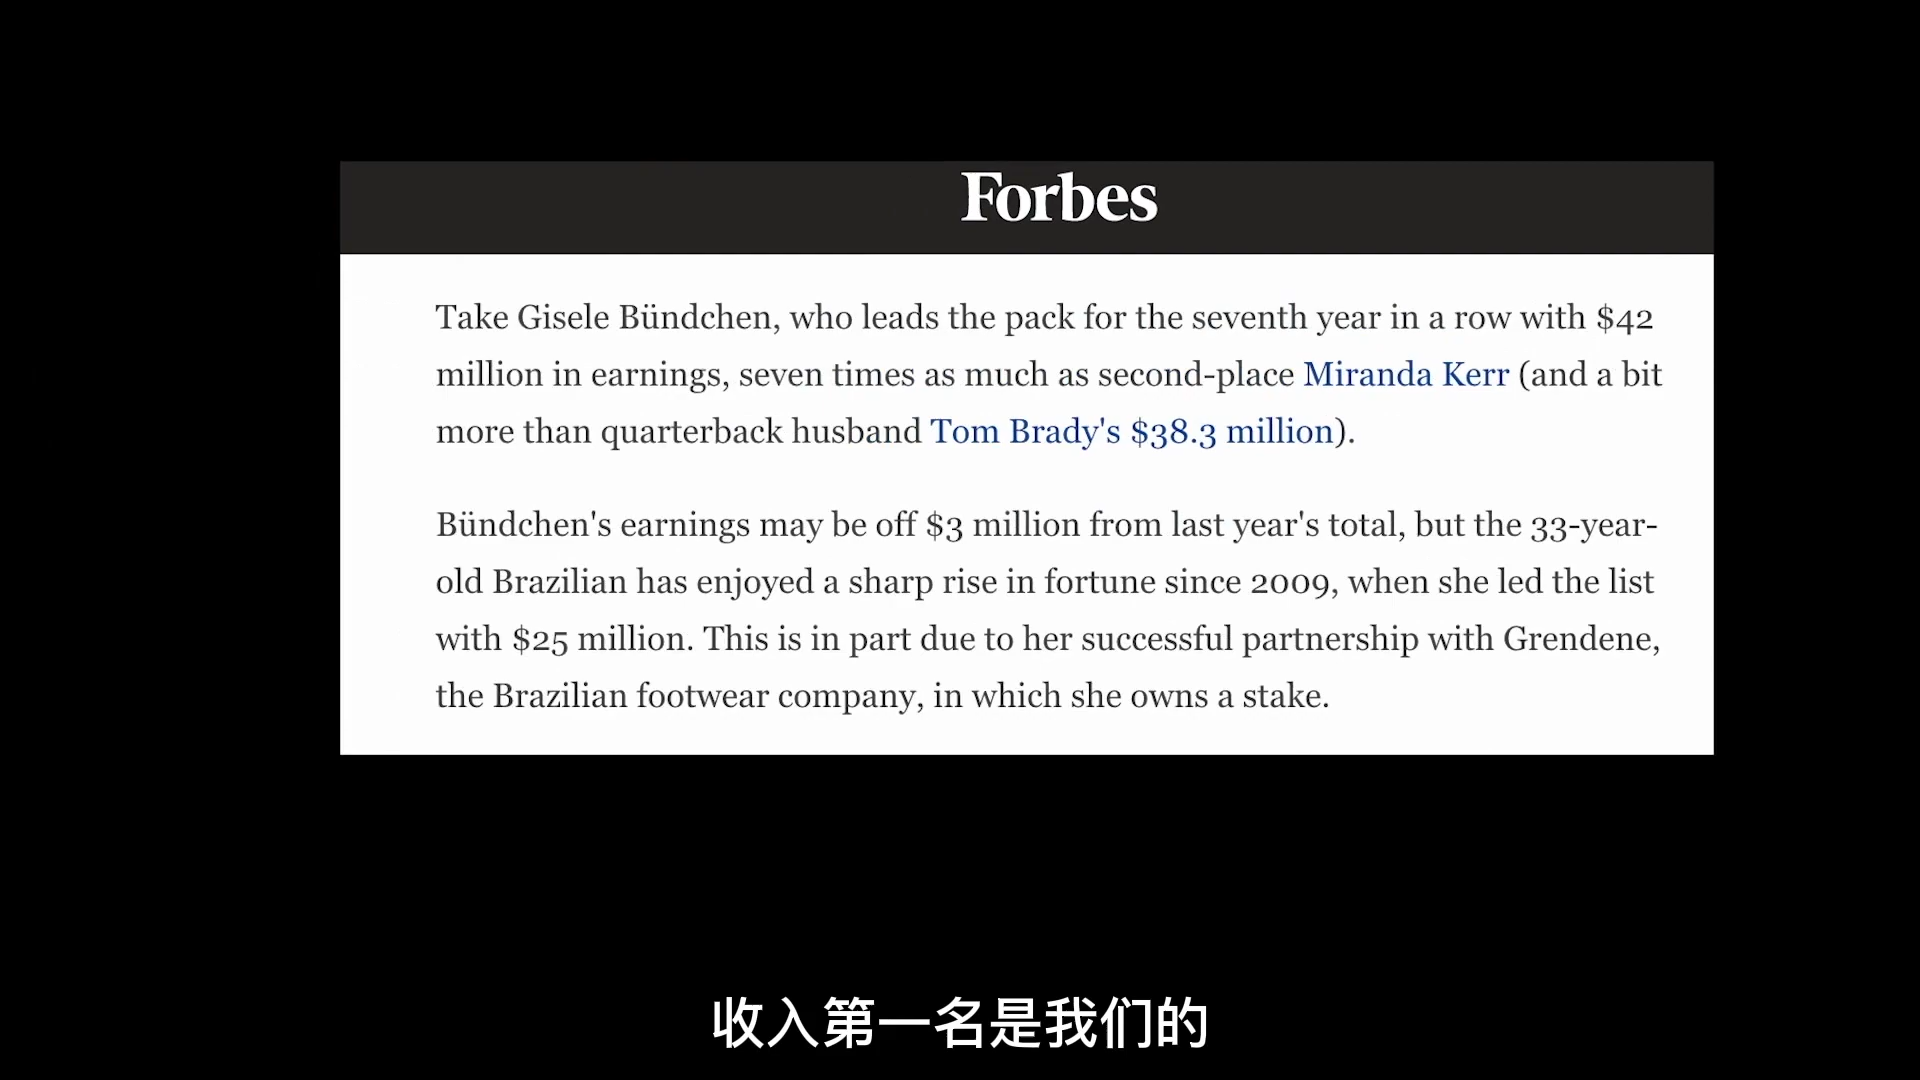 Forbes
Take Gisele Bündchen, who leads the pack for the seventh year in a row with $42
million in earnings, seven times as much as second-place Miranda Kerr (and a bit
more than quarterback husband Tom Brady's $38.3 million).
Bündchen's earnings may be off $3 million from last year's total, but the 33-year-
old Brazilian has enjoyed a sharp rise in fortune since 2009, when she led the list
with $25 million. This is in part due to her successful partnership with Grendene,
the Brazilian footwear company, in which she owns a stake.
收入第一名是我们的